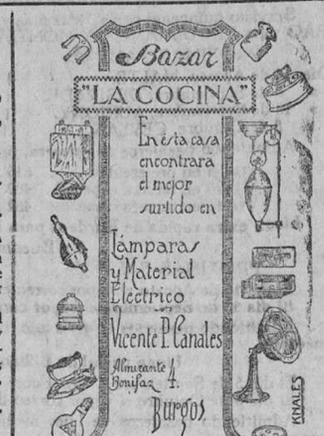 Bazar
"LA COCINA"
En esta casa
encontrará
el mejor
surtido en
Lámparas
y Material
Eléctrico
Vicente P. Canales
Almirante
Bonifaz 4.
Burgos
KNALES